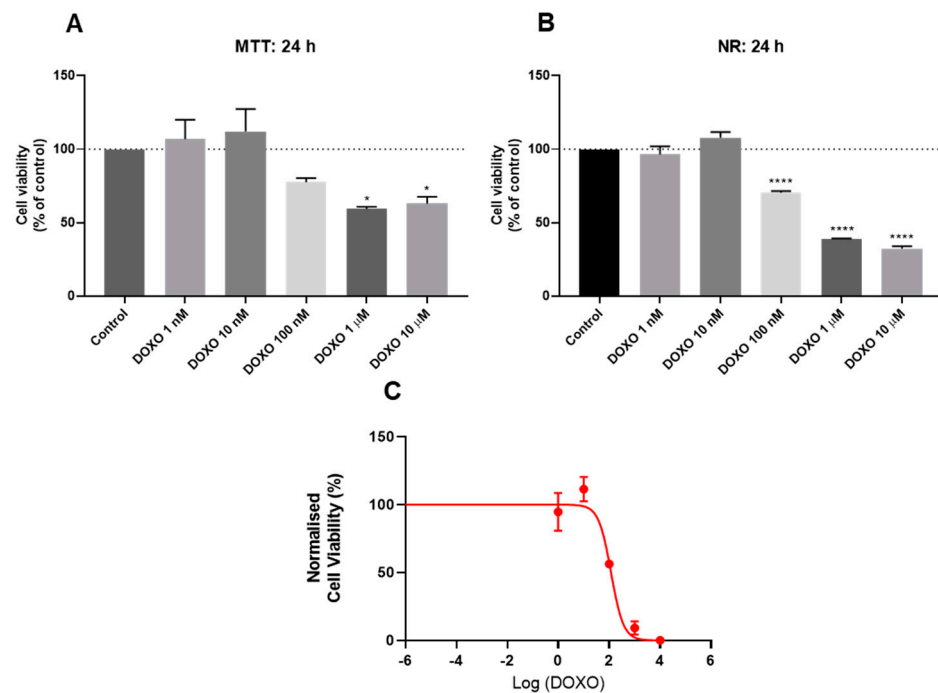 A
MTT: 24 h
Cell viability
(% of control)
150
100
50
0
*
*
Control
DOXO 1 nM
DOXO 10 nM
DOXO 100 nM
DOXO 1 µM
DOXO 10 µM
B
NR: 24 h
Cell viability
(% of control)
150
100
50
0
****
****
****
Control
DOXO 1 nM
DOXO 10 nM
DOXO 100 nM
DOXO 1 µM
DOXO 10 µM
C
Normalised
Cell Viability (%)
150
100
50
0
-6
-4
-2
0
2
4
6
Log (DOXO)